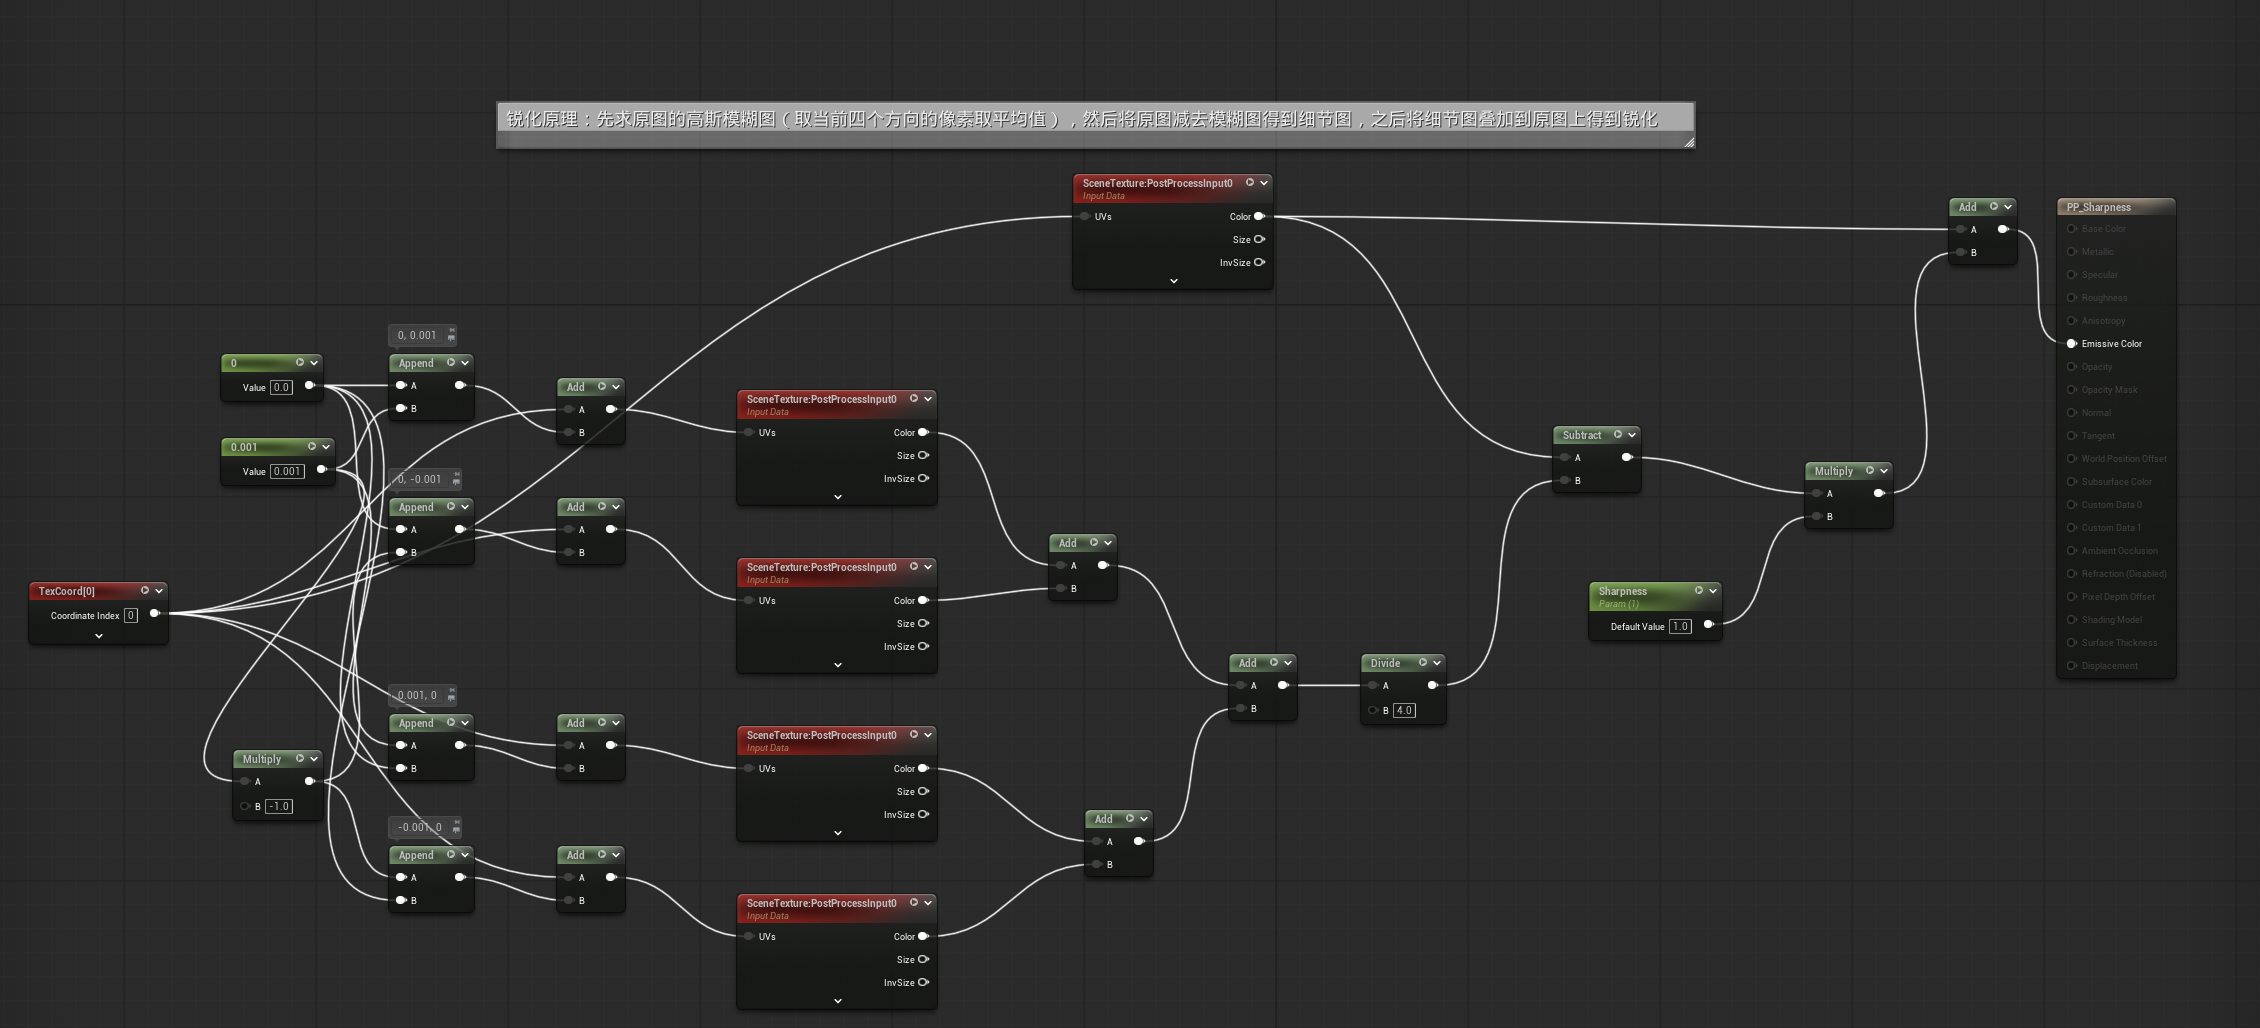 锐化原理：先求原图的高斯模糊图（取当前四个方向的像素取平均值），然后将原图减去模糊图得到细节图，之后将细节图叠加到原图上得到锐化
SceneTexture:PostProcessInput0
Input Data
UVs
Color
Size
InvSize
Add
A
B
PP_Sharpness
Base Color
Metallic
Specular
Roughness
Anisotropy
Emissive Color
Opacity
Opacity Mask
Normal
Tangent
World Position Offset
Subsurface Color
Custom Data 0
Custom Data 1
Ambient Occlusion
Refraction (Disabled)
Pixel Depth Offset
Shading Model
Surface Thickness
Displacement
0
Value 0.0
0.001
Value 0.001
TexCoord[0]
Coordinate Index 0
Multiply
A
B -1.0
0, 0.001
Append
A
B
0, -0.001
Append
A
B
0.001, 0
Append
A
B
-0.001, 0
Append
A
B
Add
A
B
Add
A
B
Add
A
B
Add
A
B
SceneTexture:PostProcessInput0
Input Data
UVs
Color
Size
InvSize
SceneTexture:PostProcessInput0
Input Data
UVs
Color
Size
InvSize
SceneTexture:PostProcessInput0
Input Data
UVs
Color
Size
InvSize
SceneTexture:PostProcessInput0
Input Data
UVs
Color
Size
InvSize
Add
A
B
Add
A
B
Add
A
B
Divide
A
B 4.0
Subtract
A
B
Sharpness
Param (1)
Default Value 1.0
Multiply
A
B